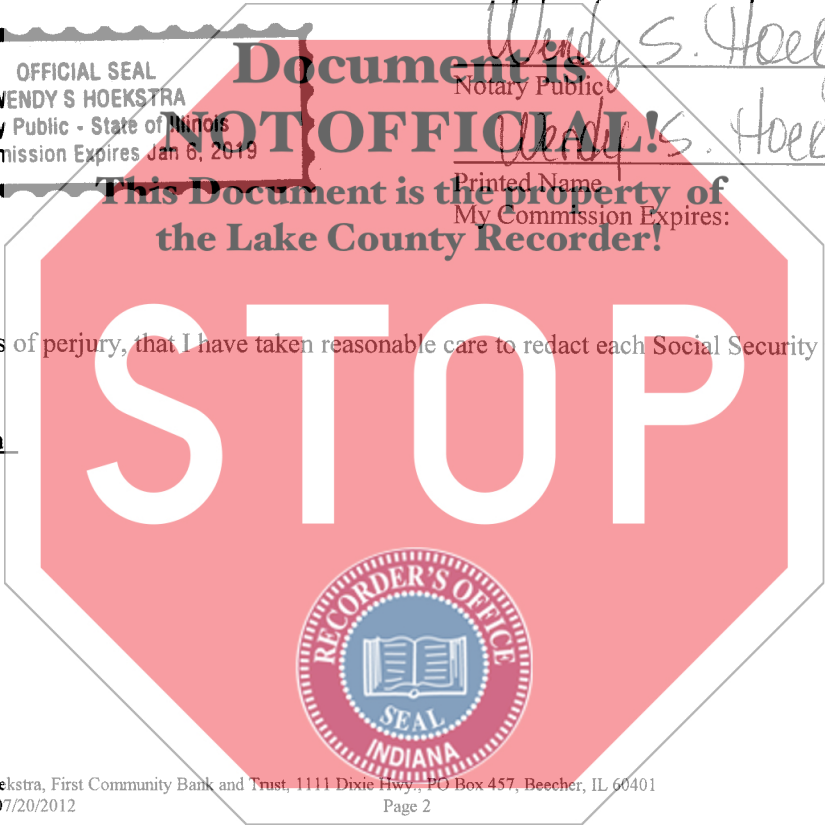 Wendy S. Hoek
Document is
OFFICIAL SEAL
WENDY S HOEKSTRA
Notary Public
y Public - State of Illinois
NOT OFFICIAL!
Wendy S. Hoek
mission Expires Jan 6, 2019
This Document is the property of
Printed Name
My Commission Expires:
the Lake County Recorder!
s of perjury, that I have taken reasonable care to redact each Social Security
STOP
RECORDER'S OFFICE
SEAL
INDIANA
ekstra, First Community Bank and Trust, 1111 Dixie Hwy., PO Box 457, Beecher, IL 60401
07/20/2012
Page 2